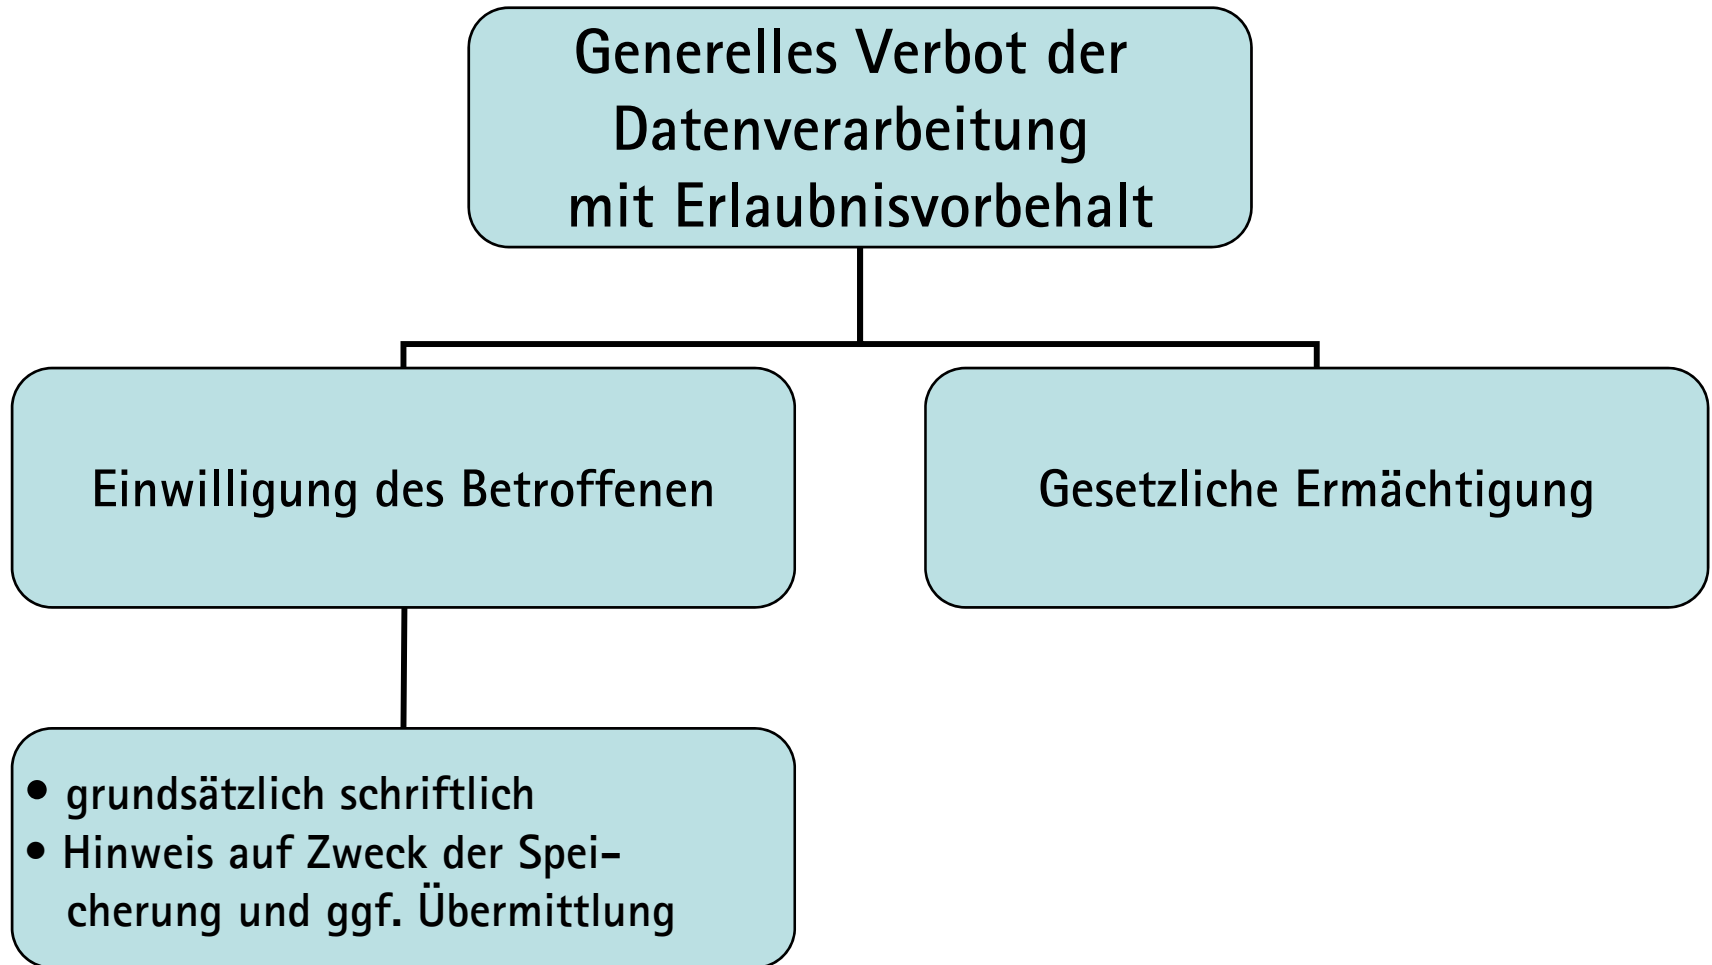 Generelles Verbot der
Datenverarbeitung
mit Erlaubnisvorbehalt
Einwilligung des Betroffenen
Gesetzliche Ermächtigung
• grundsätzlich schriftlich
• Hinweis auf Zweck der Spei-
cherung und ggf. Übermittlung